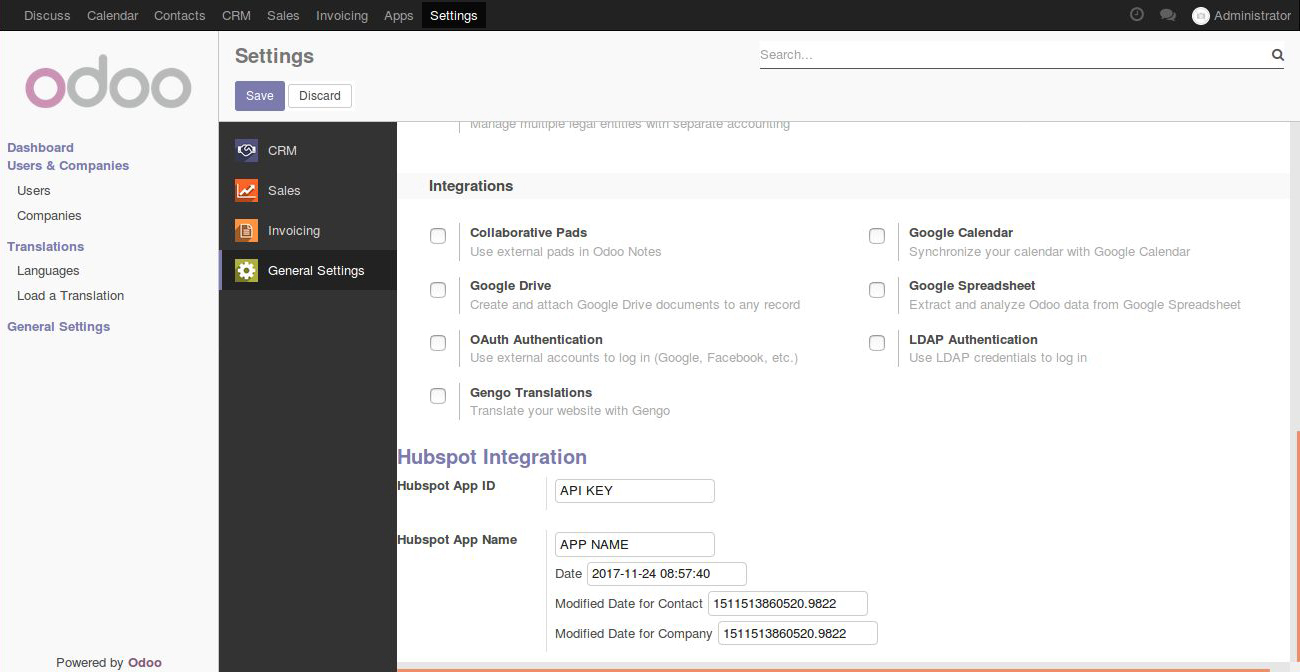 Discuss Calendar Contacts CRM Sales Invoicing Apps Settings Administrator
odoo
Settings
Search...
Save Discard
Dashboard
Users & Companies
Users
Companies
Translations
Languages
Load a Translation
General Settings
Powered by Odoo
CRM
Sales
Invoicing
General Settings
Manage multiple legal entities with separate accounting
Integrations
Collaborative Pads
Use external pads in Odoo Notes
Google Calendar
Synchronize your calendar with Google Calendar
Google Drive
Create and attach Google Drive documents to any record
Google Spreadsheet
Extract and analyze Odoo data from Google Spreadsheet
OAuth Authentication
Use external accounts to log in (Google, Facebook, etc.)
LDAP Authentication
Use LDAP credentials to log in
Gengo Translations
Translate your website with Gengo
Hubspot Integration
Hubspot App ID API KEY
Hubspot App Name APP NAME
Date 2017-11-24 08:57:40
Modified Date for Contact 1511513860520.9822
Modified Date for Company 1511513860520.9822